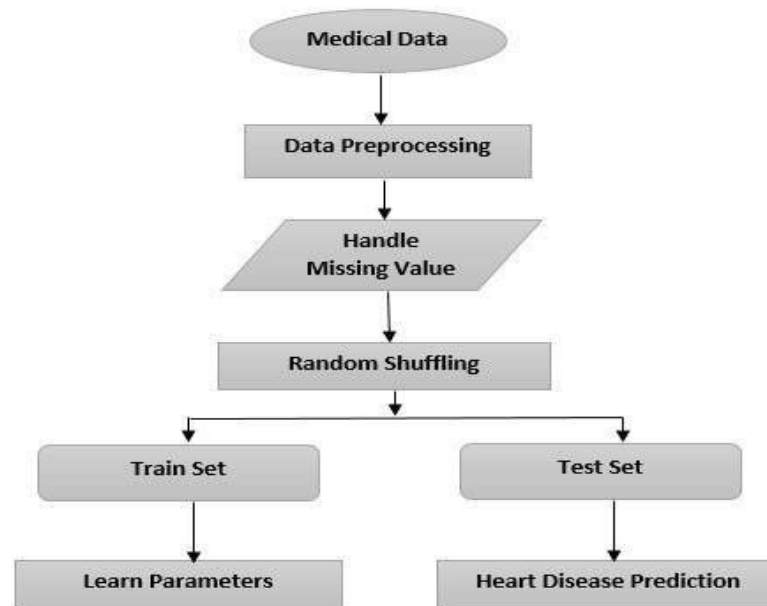 Medical Data
Data Preprocessing
Handle
Missing Value
Random Shuffling
Train Set
Test Set
Learn Parameters
Heart Disease Prediction